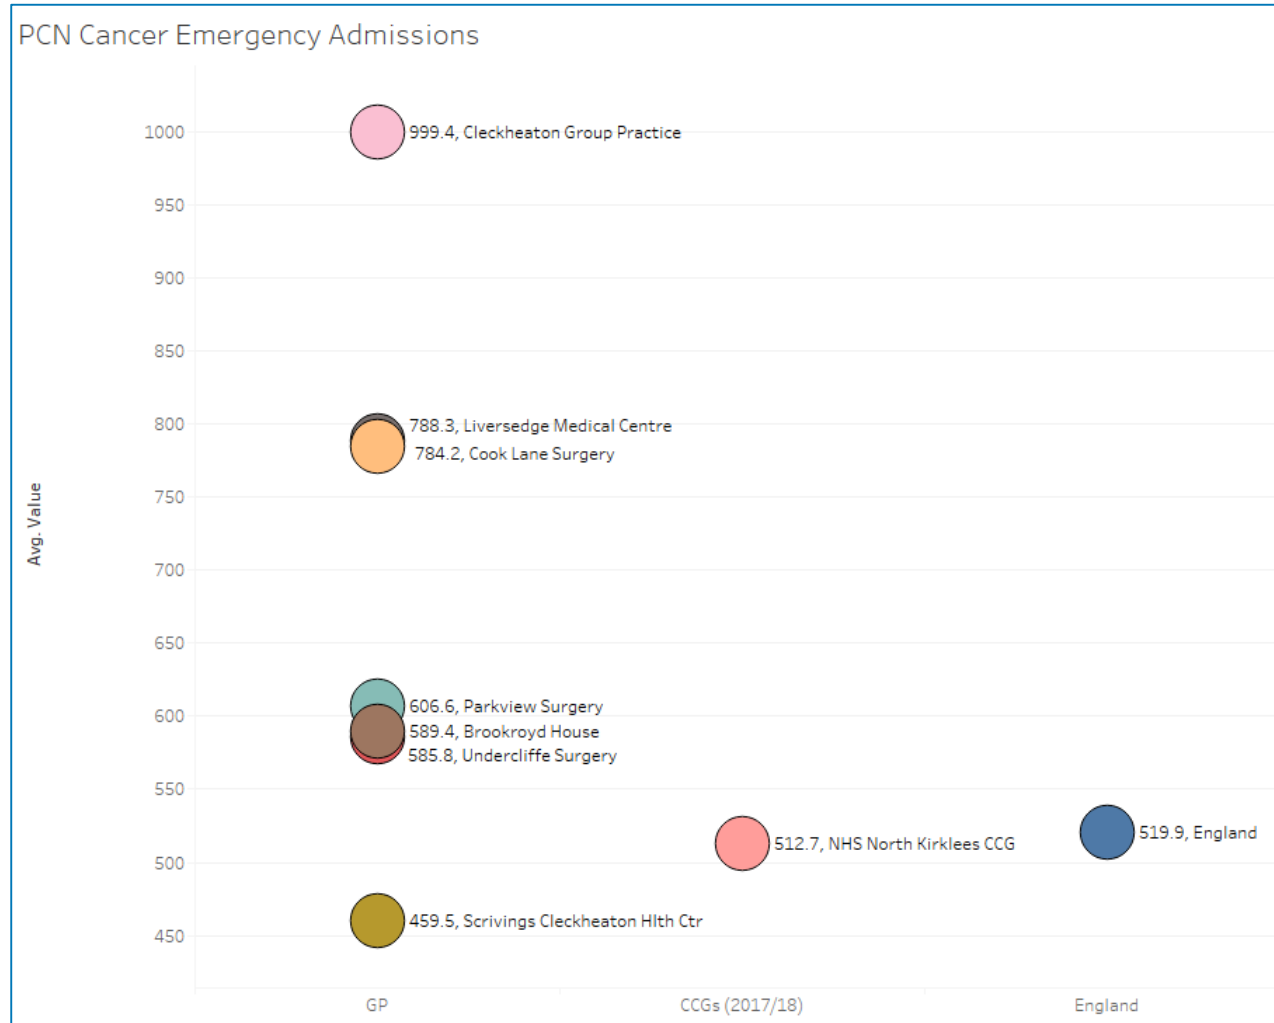 PCN Cancer Emergency Admissions
Avg. Value
1000
950
900
850
800
750
700
650
600
550
500
450
999.4, Cleckheaton Group Practice
788.3, Liversedge Medical Centre
784.2, Cook Lane Surgery
606.6, Parkview Surgery
589.4, Brookroyd House
585.8, Undercliffe Surgery
512.7, NHS North Kirklees CCG
519.9, England
459.5, Scrivings Cleckheaton Hlth Ctr
GP
CCGs (2017/18)
England